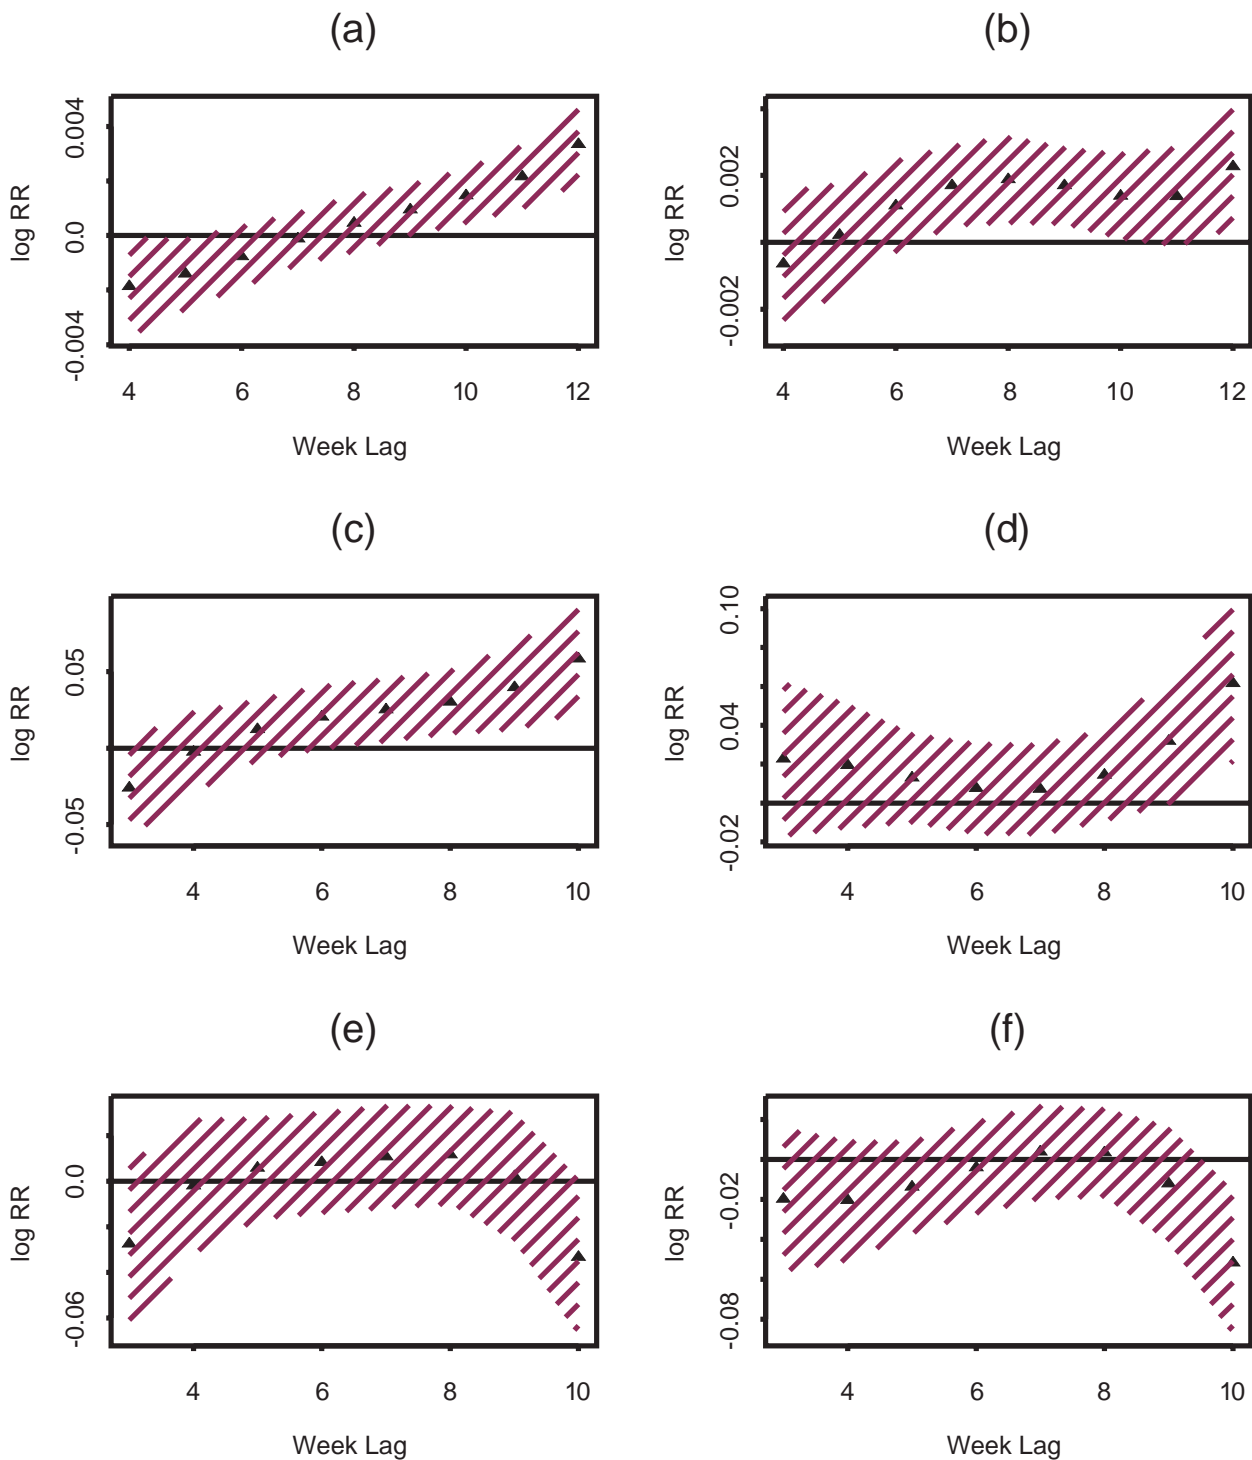 (a)
log RR
0.004
0.0
-0.004
4 6 8 10 12
Week Lag
(b)
log RR
0.002
-0.002
4 6 8 10 12
Week Lag
(c)
log RR
0.05
-0.05
4 6 8 10
Week Lag
(d)
log RR
0.10
0.04
-0.02
4 6 8 10
Week Lag
(e)
log RR
0.0
-0.06
4 6 8 10
Week Lag
(f)
log RR
-0.02
-0.08
4 6 8 10
Week Lag